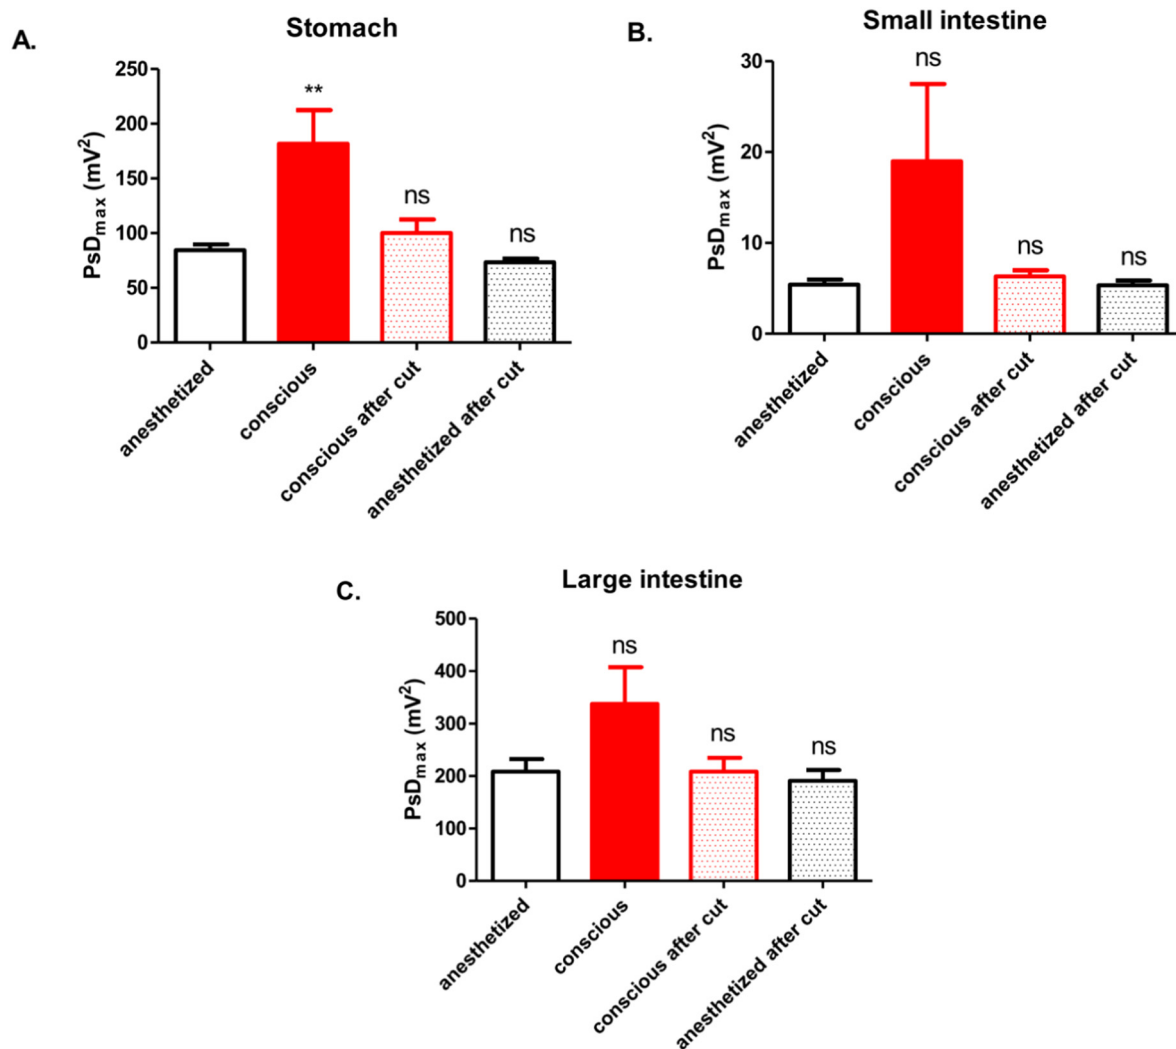 A.
Stomach
PsDmax (mV²)
250
200
150
100
50
0
**
ns
ns
anesthetized
conscious
conscious after cut
anesthetized after cut
B.
Small intestine
PsDmax (mV²)
30
20
10
0
ns
ns
ns
anesthetized
conscious
conscious after cut
anesthetized after cut
C.
Large intestine
PsDmax (mV²)
500
400
300
200
100
0
ns
ns
ns
anesthetized
conscious
conscious after cut
anesthetized after cut